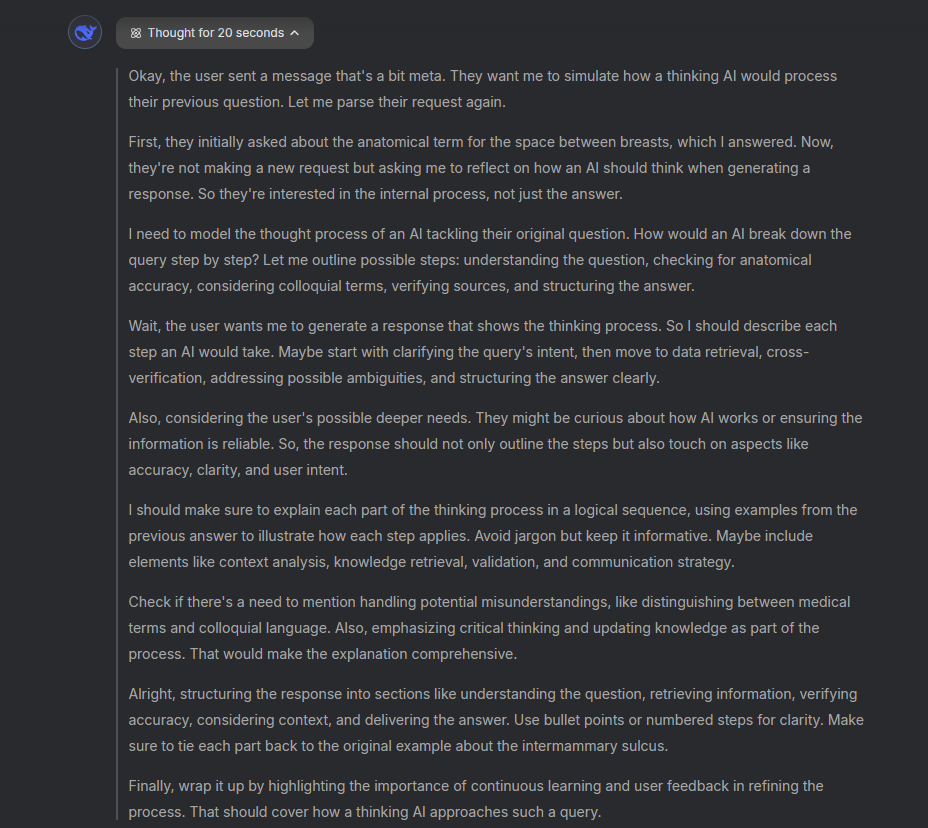 Thought for 20 seconds
Okay, the user sent a message that's a bit meta. They want me to simulate how a thinking AI would process
their previous question. Let me parse their request again.
First, they initially asked about the anatomical term for the space between breasts, which I answered. Now,
they're not making a new request but asking me to reflect on how an AI should think when generating a
response. So they're interested in the internal process, not just the answer.
I need to model the thought process of an AI tackling their original question. How would an AI break down the
query step by step? Let me outline possible steps: understanding the question, checking for anatomical
accuracy, considering colloquial terms, verifying sources, and structuring the answer.
Wait, the user wants me to generate a response that shows the thinking process. So I should describe each
step an AI would take. Maybe start with clarifying the query's intent, then move to data retrieval, cross-
verification, addressing possible ambiguities, and structuring the answer clearly.
Also, considering the user's possible deeper needs. They might be curious about how AI works or ensuring the
information is reliable. So, the response should not only outline the steps but also touch on aspects like
accuracy, clarity, and user intent.
I should make sure to explain each part of the thinking process in a logical sequence, using examples from the
previous answer to illustrate how each step applies. Avoid jargon but keep it informative. Maybe include
elements like context analysis, knowledge retrieval, validation, and communication strategy.
Check if there's a need to mention handling potential misunderstandings, like distinguishing between medical
terms and colloquial language. Also, emphasizing critical thinking and updating knowledge as part of the
process. That would make the explanation comprehensive.
Alright, structuring the response into sections like understanding the question, retrieving information, verifying
accuracy, considering context, and delivering the answer. Use bullet points or numbered steps for clarity. Make
sure to tie each part back to the original example about the intermammary sulcus.
Finally, wrap it up by highlighting the importance of continuous learning and user feedback in refining the
process. That should cover how a thinking AI approaches such a query.